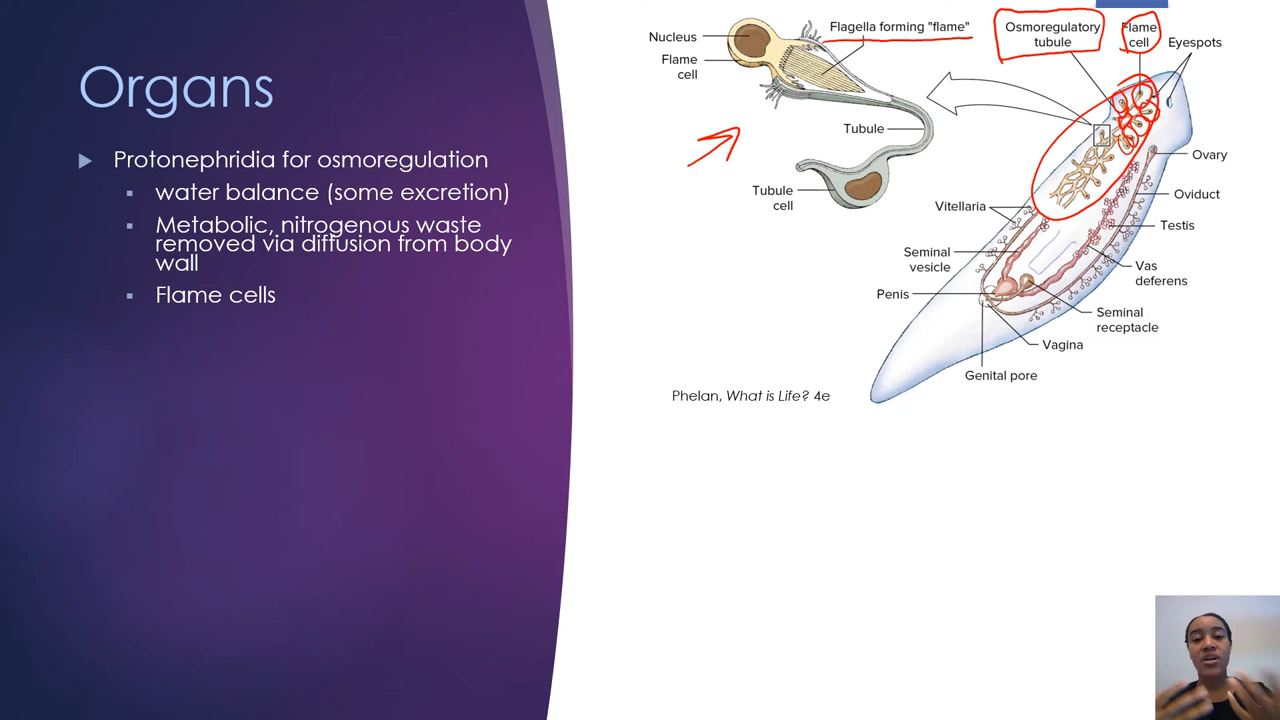 Organs
Protonephridia for osmoregulation
water balance (some excretion)
Metabolic, nitrogenous waste
removed via diffusion from body
wall
Flame cells
Nucleus
Flame
cell
Flagella forming "flame"
Tubule
Tubule
cell
Osmoregulatory
tubule
Flame
cell
Eyespots
Ovary
Oviduct
Testis
Vas
deferens
Seminal
receptacle
Vagina
Genital pore
Penis
Seminal
vesicle
Vitellaria
Phelan, What is Life? 4e